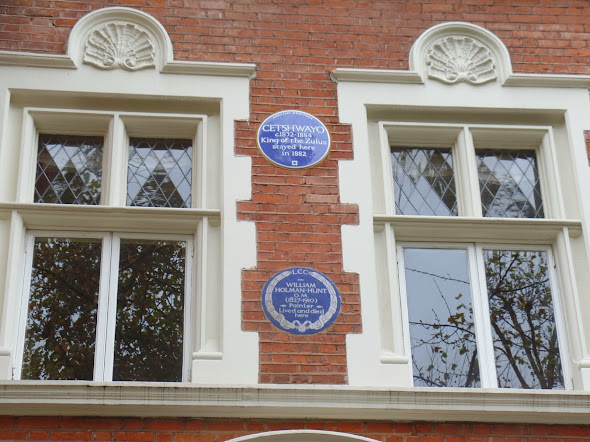 CETSHWAYO
c.1832-1884
King of the Zulus
stayed here
in 1882
L.C.C.
WILLIAM
HOLMAN-HUNT
O.M.
(1827-1910)
Painter
Lived and died
here